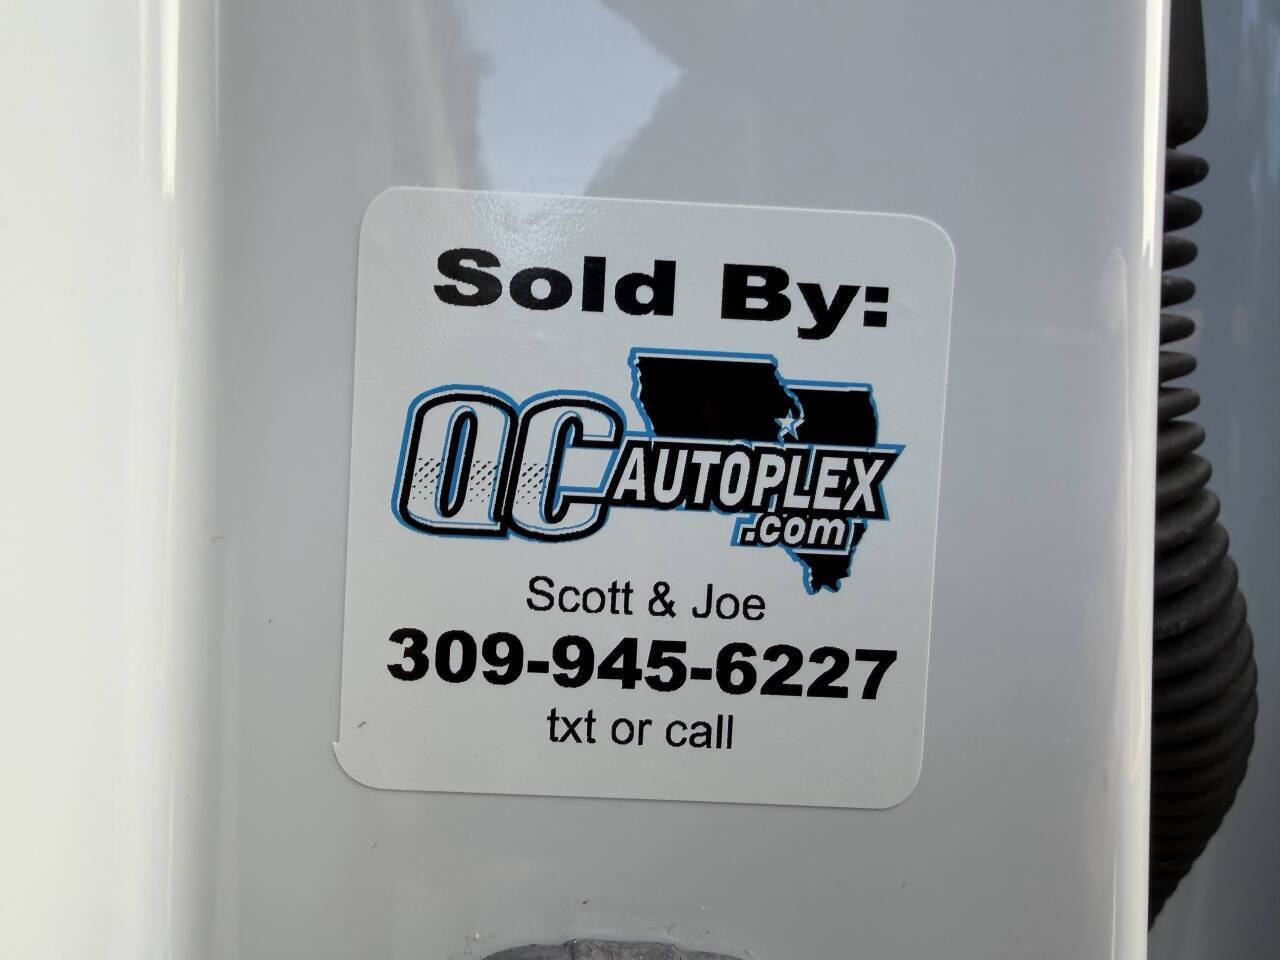 Sold By:
QC AUTOPLEX
.com
Scott & Joe
309-945-6227
txt or call